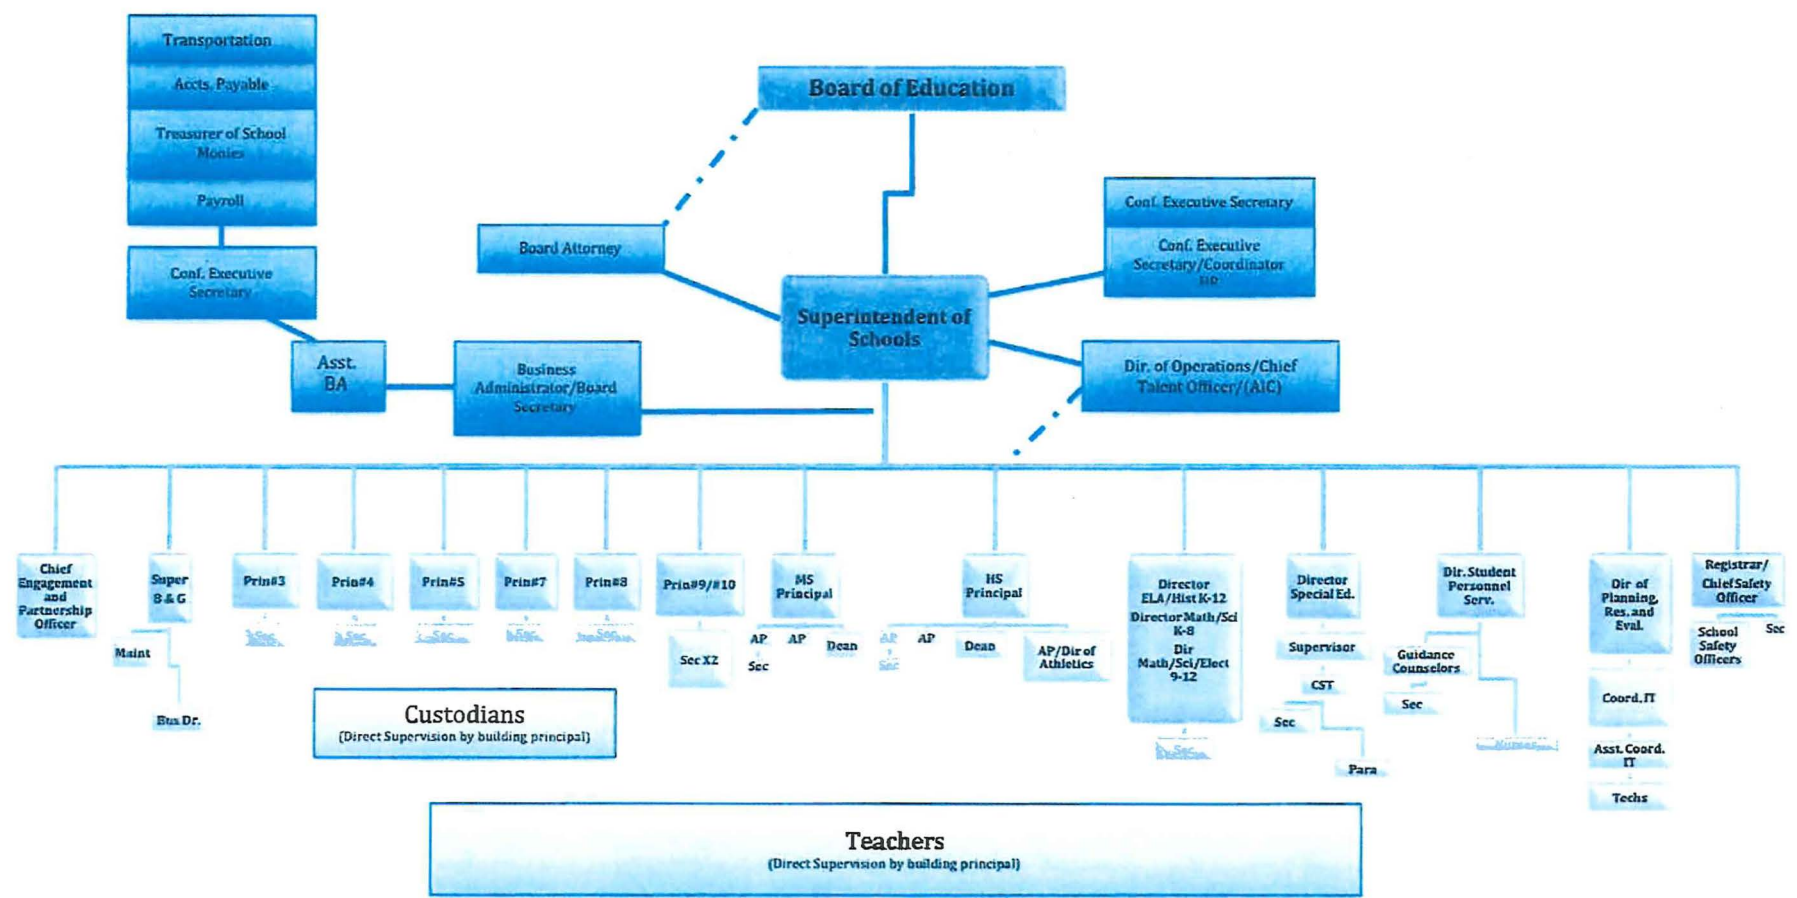 Transportation
Accts. Payable
Treasurer of School
Monies
Payroll
Conf. Executive
Secretary
Asst.
BA
Business
Administrator/Board
Secretary
Board of Education
Board Attorney
Superintendent of
Schools
Conf. Executive Secretary
Conf. Executive
Secretary/Coordinator
Dir. of Operations/Chief
Talent Officer/(AIC)
Chief
Engagement
and
Partnership
Officer
Super
B & G
Maint
Bus Dr.
Prin#3
Sec
Prin#4
Sec
Prin#5
Sec
Prin#7
Sec
Prin#8
Sec
Prin#9/#10
Sec X2
MS
Principal
AP
AP
Dean
Sec
HS
Principal
AP
AP
Dean
AP/Dir of
Athletics
Sec
Director
ELA/Hist K-12
Director Math/Sci
K-8
Dir
Math/Sci/Elect
9-12
Sec
Director
Special Ed.
Supervisor
CST
Sec
Para
Dir. Student
Personnel
Serv.
Guidance
Counselors
Sec
Dir of
Planning,
Res. and
Eval.
Coord. IT
Asst. Coord.
IT
Techs
Registrar/
Chief Safety
Officer
School
Safety
Officers
Sec
Custodians
(Direct Supervision by building principal)
Teachers
(Direct Supervision by building principal)